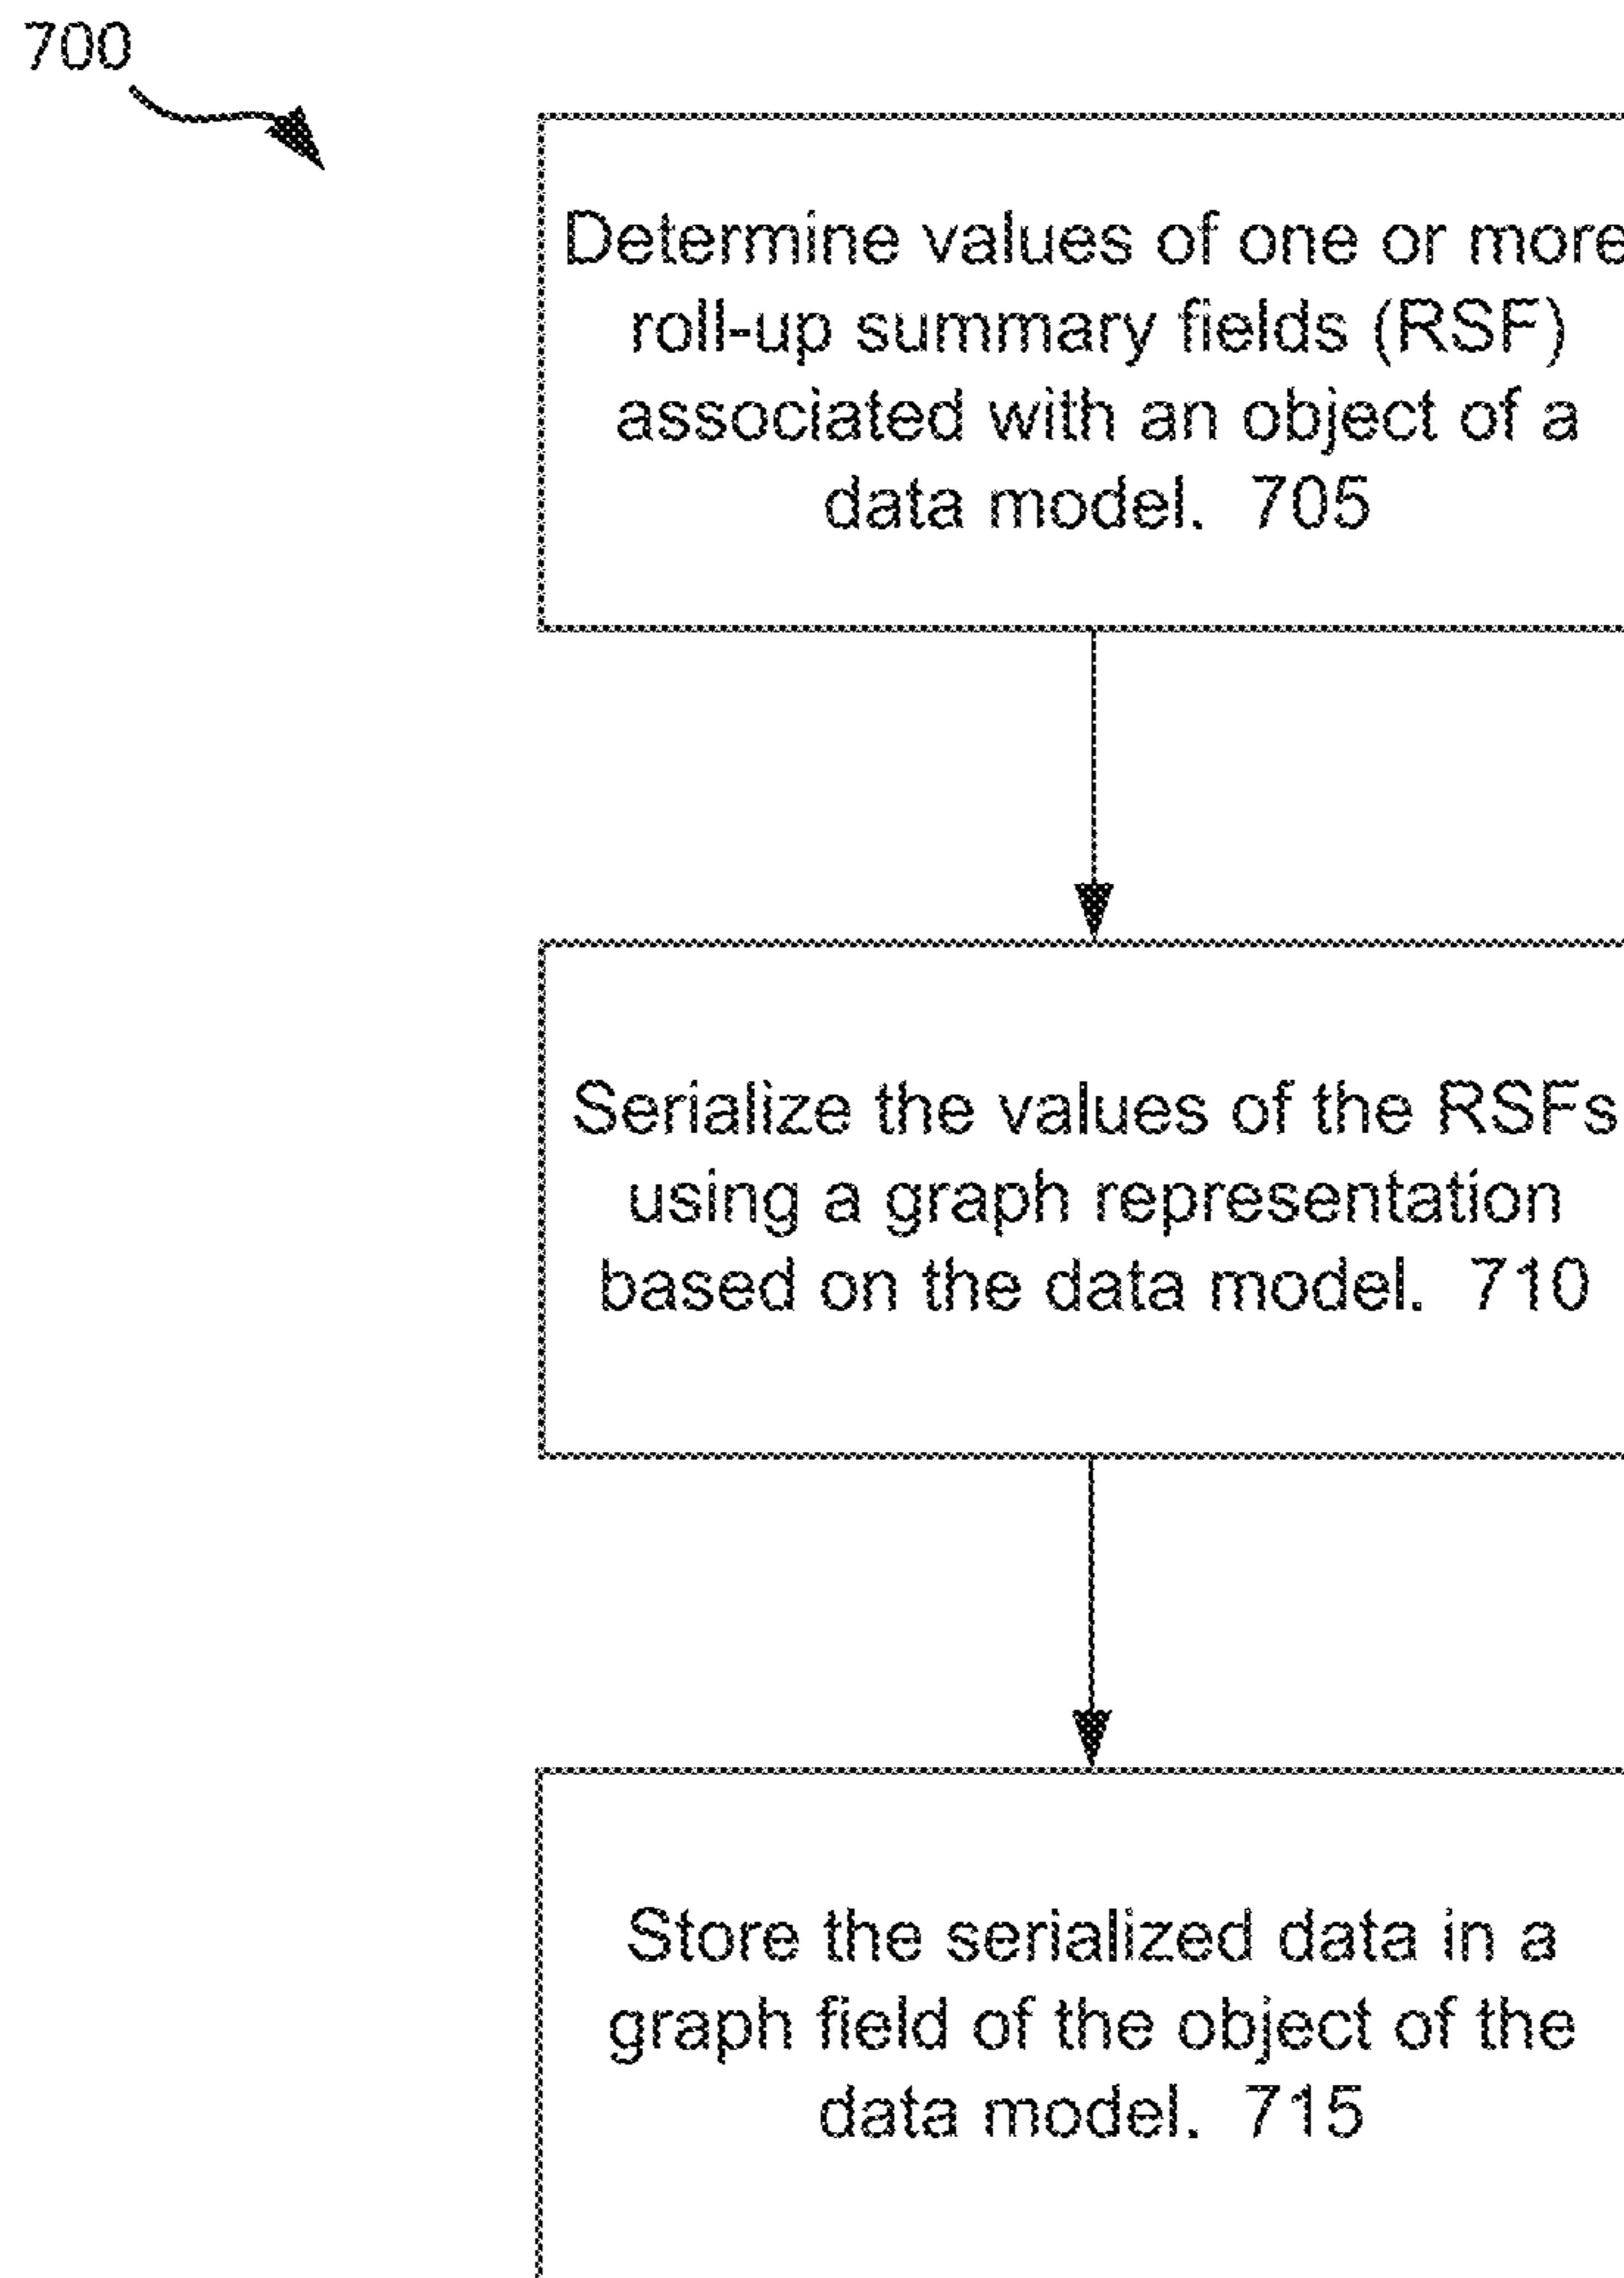 700
Determine values of one or more
roll-up summary fields (RSF)
associated with an object of a
data model. 705
Serialize the values of the RSFs
using a graph representation
based on the data model. 710
Store the serialized data in a
graph field of the object of the
data model. 715